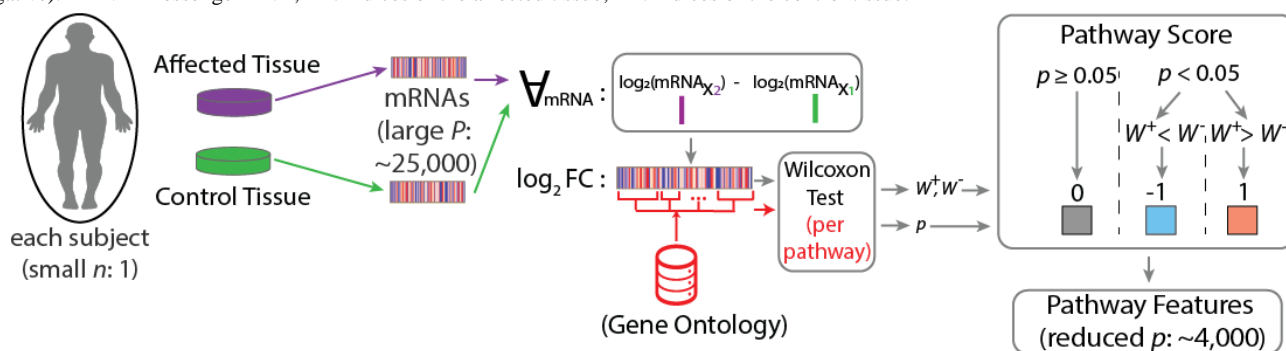 Affected Tissue
Control Tissue
each subject
(small n: 1)
mRNAs
(large P:
~25,000)
∀mRNA :
log₂(mRNAX₂) - log₂(mRNAX₁)
log₂ FC :
...
(Gene Ontology)
Wilcoxon
Test
(per
pathway)
W⁺, W⁻
p
Pathway Score
p ≥ 0.05
p < 0.05
W⁺ < W⁻
W⁺ > W⁻
0
-1
1
Pathway Features
(reduced p: ~4,000)